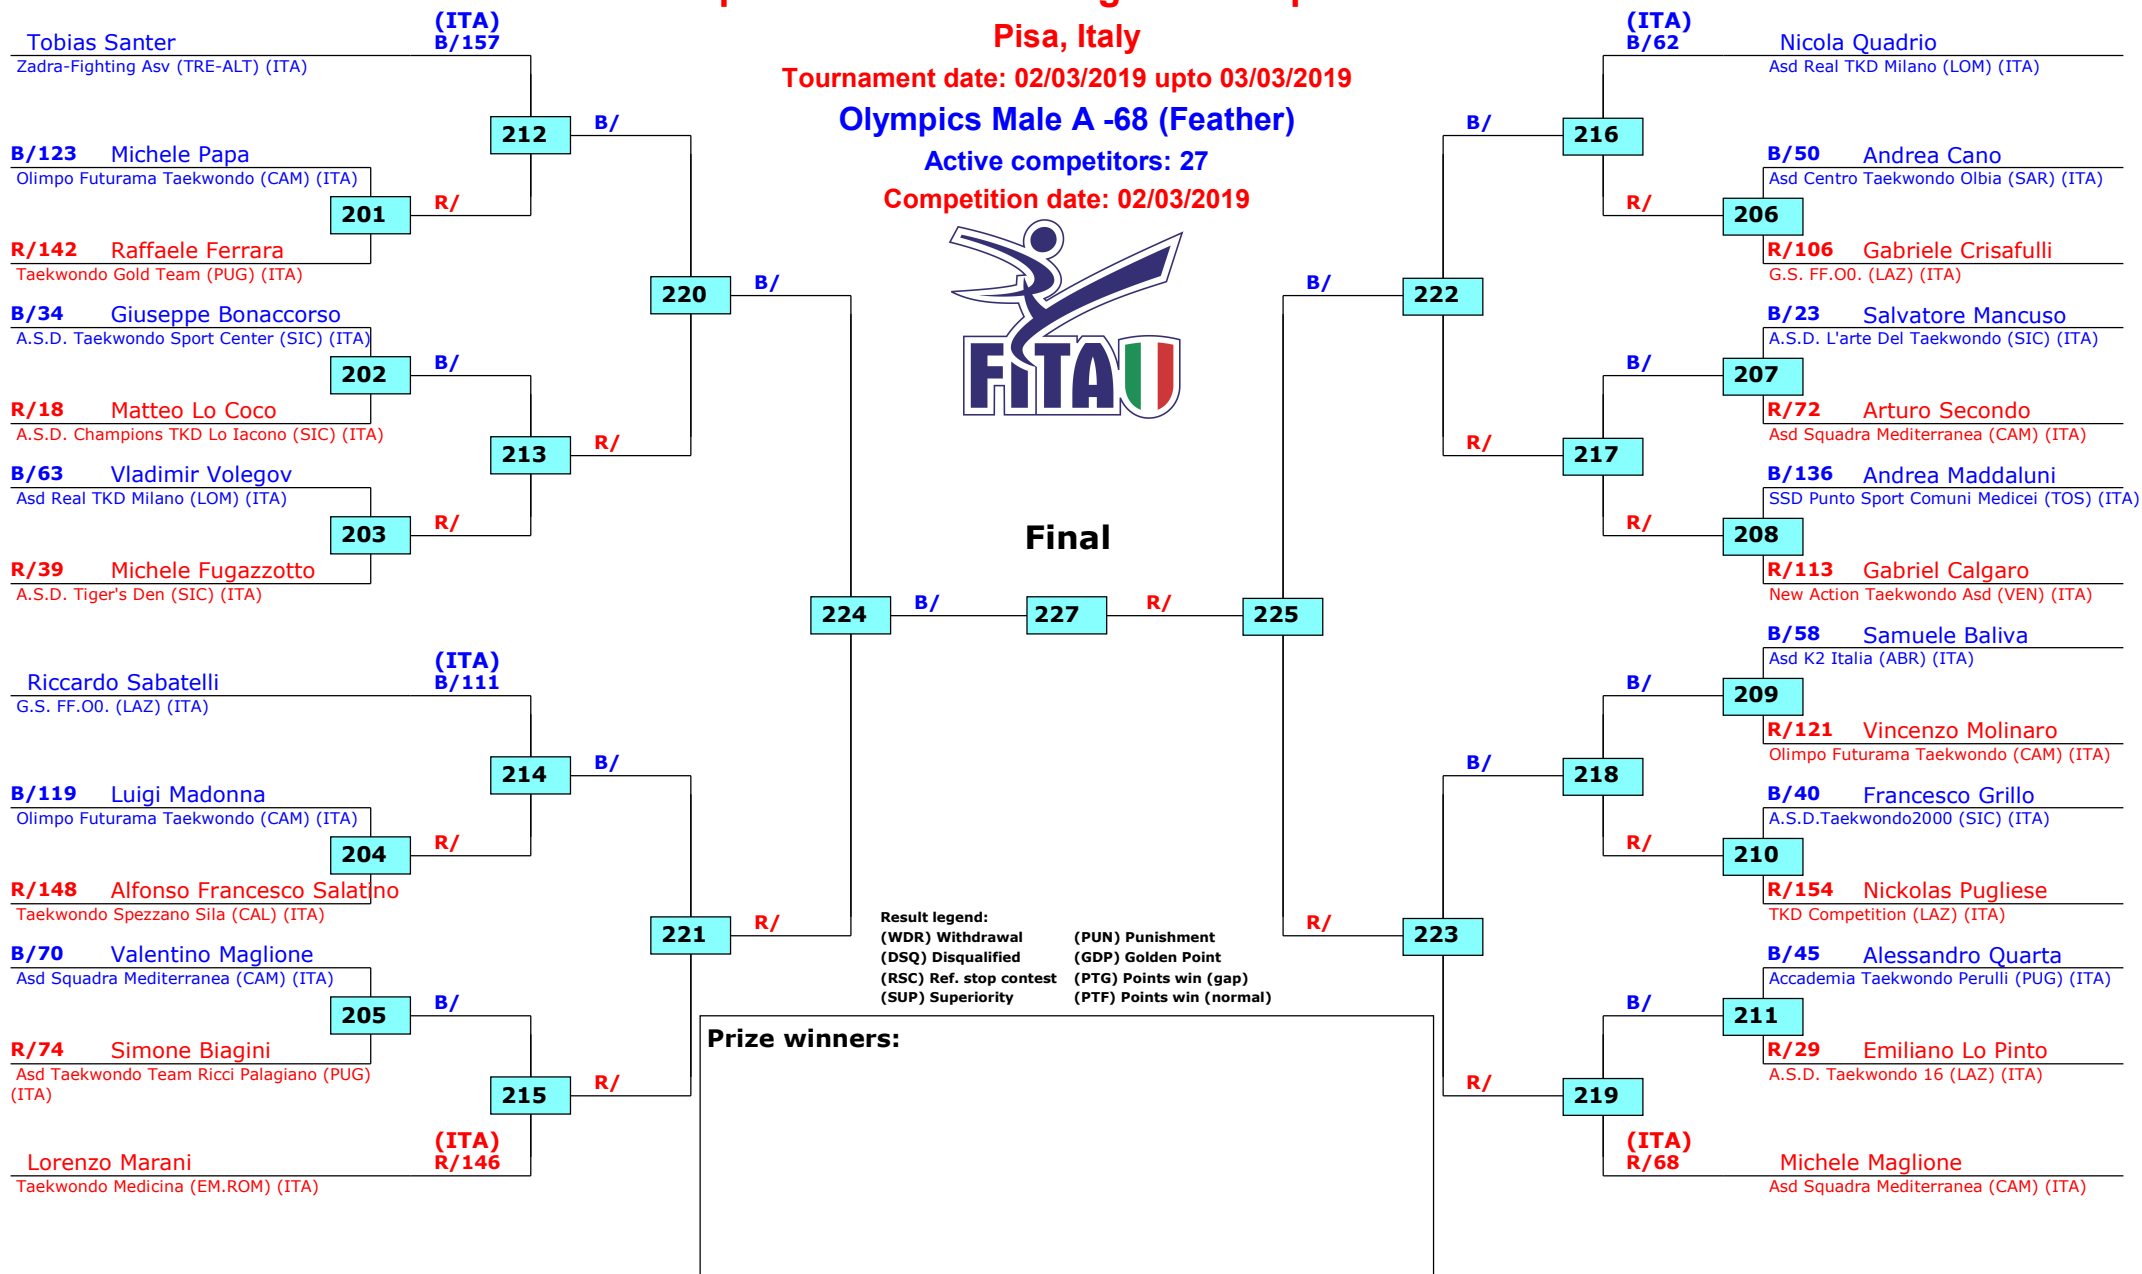 Pisa, Italy
Tournament date: 02/03/2019 upto 03/03/2019
Olympics Male A -68 (Feather)
Active competitors: 27
Competition date: 02/03/2019
FITA
(ITA)
Tobias Santer B/157
Zadra-Fighting Asv (TRE-ALT) (ITA)
212 B/
B/123 Michele Papa
Olimpo Futurama Taekwondo (CAM) (ITA)
201 R/
R/142 Raffaele Ferrara
Taekwondo Gold Team (PUG) (ITA)
220 B/
B/34 Giuseppe Bonaccorso
A.S.D. Taekwondo Sport Center (SIC) (ITA)
202 B/
R/18 Matteo Lo Coco
A.S.D. Champions TKD Lo Iacono (SIC) (ITA)
213 R/
B/63 Vladimir Volegov
Asd Real TKD Milano (LOM) (ITA)
203 R/
R/39 Michele Fugazzotto
A.S.D. Tiger's Den (SIC) (ITA)
Final
224 B/ 227 R/ 225
(ITA)
Riccardo Sabatelli B/111
G.S. FF.O0. (LAZ) (ITA)
214 B/
B/119 Luigi Madonna
Olimpo Futurama Taekwondo (CAM) (ITA)
204 R/
R/148 Alfonso Francesco Salatino
Taekwondo Spezzano Sila (CAL) (ITA)
221 R/
B/70 Valentino Maglione
Asd Squadra Mediterranea (CAM) (ITA)
205 B/
R/74 Simone Biagini
Asd Taekwondo Team Ricci Palagiano (PUG)
(ITA)
215 R/
(ITA)
Lorenzo Marani R/146
Taekwondo Medicina (EM.ROM) (ITA)
(ITA)
B/62 Nicola Quadrio
Asd Real TKD Milano (LOM) (ITA)
B/ 216
B/50 Andrea Cano
Asd Centro Taekwondo Olbia (SAR) (ITA)
R/ 206
R/106 Gabriele Crisafulli
G.S. FF.O0. (LAZ) (ITA)
B/ 222
B/23 Salvatore Mancuso
A.S.D. L'arte Del Taekwondo (SIC) (ITA)
B/ 207
R/72 Arturo Secondo
Asd Squadra Mediterranea (CAM) (ITA)
R/ 217
B/136 Andrea Maddaluni
SSD Punto Sport Comuni Medicei (TOS) (ITA)
R/ 208
R/113 Gabriel Calgaro
New Action Taekwondo Asd (VEN) (ITA)
B/58 Samuele Baliva
Asd K2 Italia (ABR) (ITA)
B/ 209
R/121 Vincenzo Molinaro
Olimpo Futurama Taekwondo (CAM) (ITA)
B/ 218
B/40 Francesco Grillo
A.S.D.Taekwondo2000 (SIC) (ITA)
R/ 210
R/154 Nickolas Pugliese
TKD Competition (LAZ) (ITA)
R/ 223
B/45 Alessandro Quarta
Accademia Taekwondo Perulli (PUG) (ITA)
B/ 211
R/29 Emiliano Lo Pinto
A.S.D. Taekwondo 16 (LAZ) (ITA)
R/ 219
(ITA)
R/68 Michele Maglione
Asd Squadra Mediterranea (CAM) (ITA)
Result legend:
(WDR) Withdrawal (PUN) Punishment
(DSQ) Disqualified (GDP) Golden Point
(RSC) Ref. stop contest (PTG) Points win (gap)
(SUP) Superiority (PTF) Points win (normal)
Prize winners: